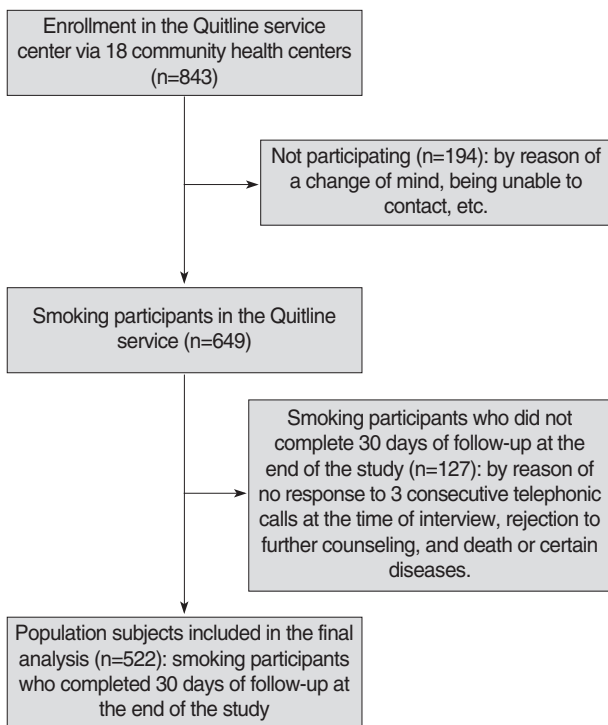 Enrollment in the Quitline service
center via 18 community health centers
(n=843)
Not participating (n=194): by reason of
a change of mind, being unable to
contact, etc.
Smoking participants in the Quitline
service (n=649)
Smoking participants who did not
complete 30 days of follow-up at the
end of the study (n=127): by reason of
no response to 3 consecutive telephonic
calls at the time of interview, rejection to
further counseling, and death or certain
diseases.
Population subjects included in the final
analysis (n=522): smoking participants
who completed 30 days of follow-up at
the end of the study